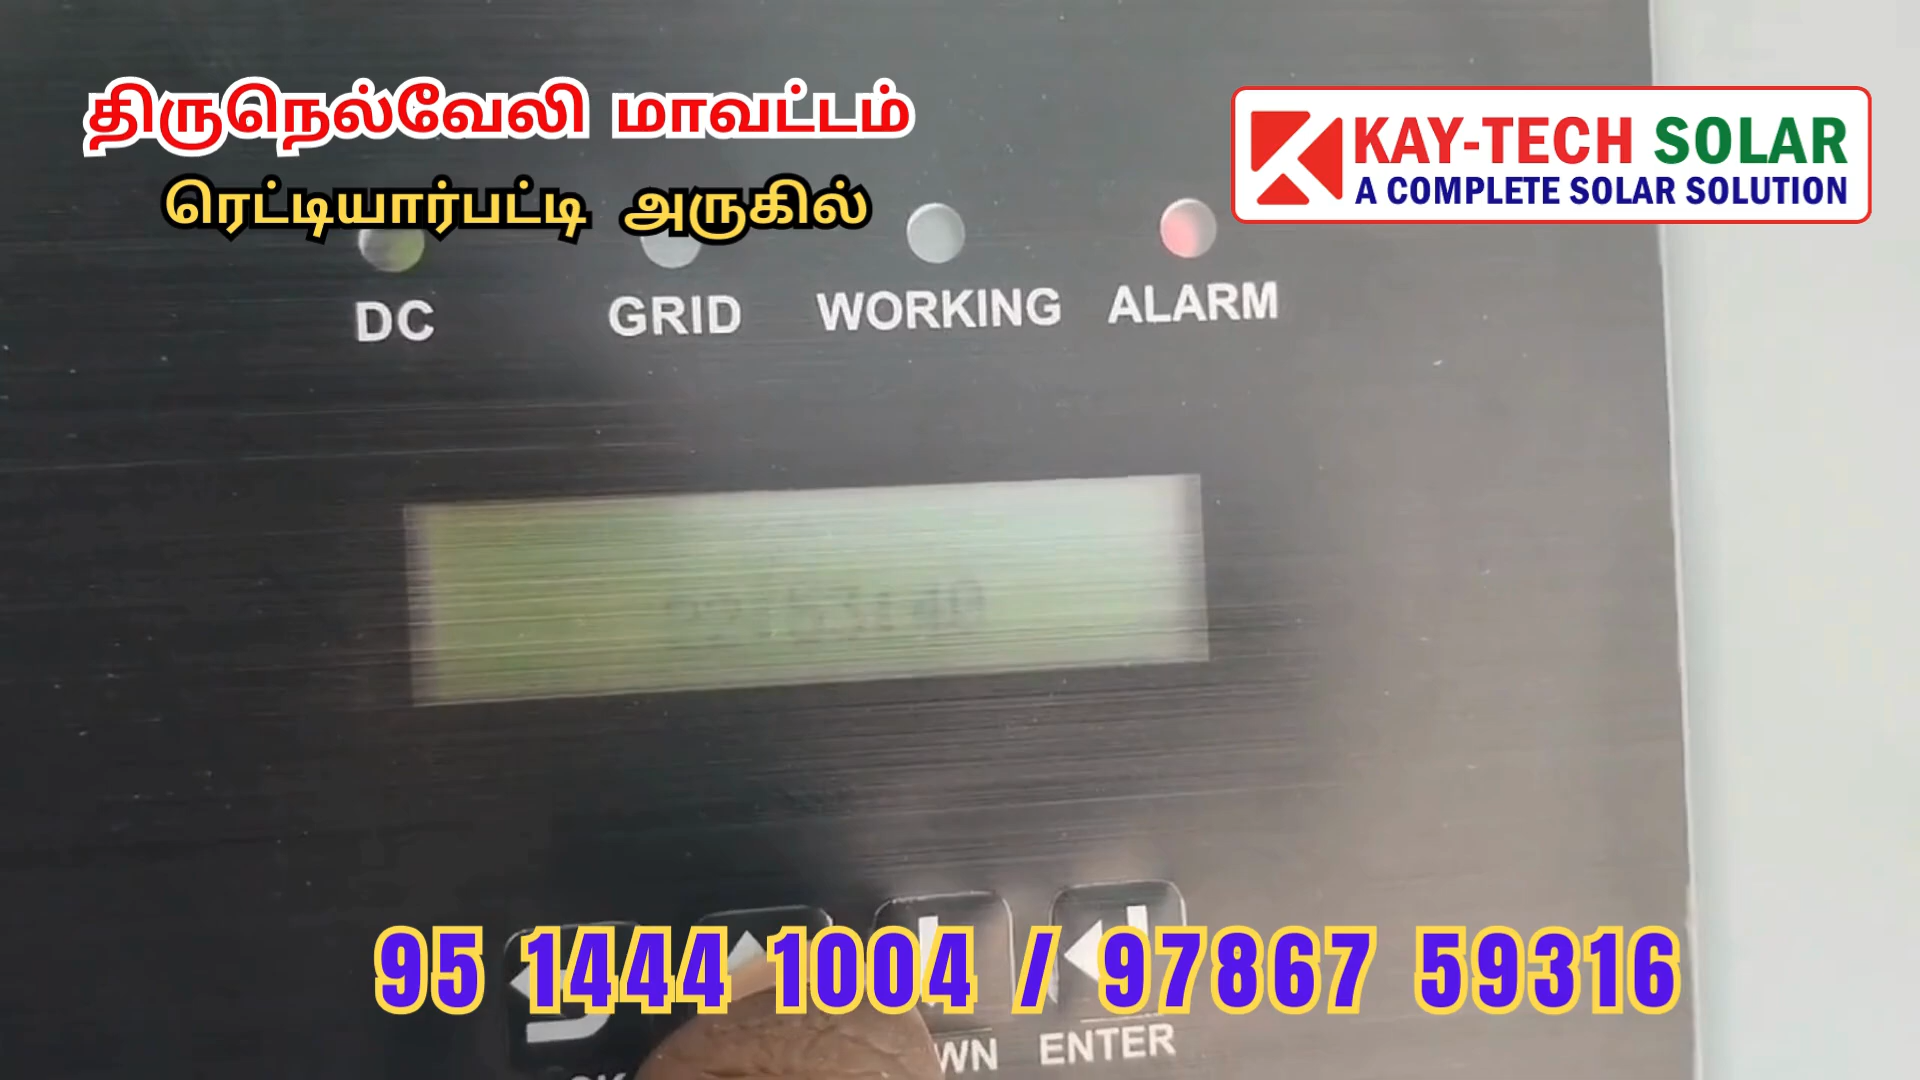 திருநெல்வேலி மாவட்டம்
ரெட்டியார்பட்டி அருகில்
KAY-TECH SOLAR
A COMPLETE SOLAR SOLUTION
DC GRID WORKING ALARM
95 1444 1004 / 97867 59316
ENTER